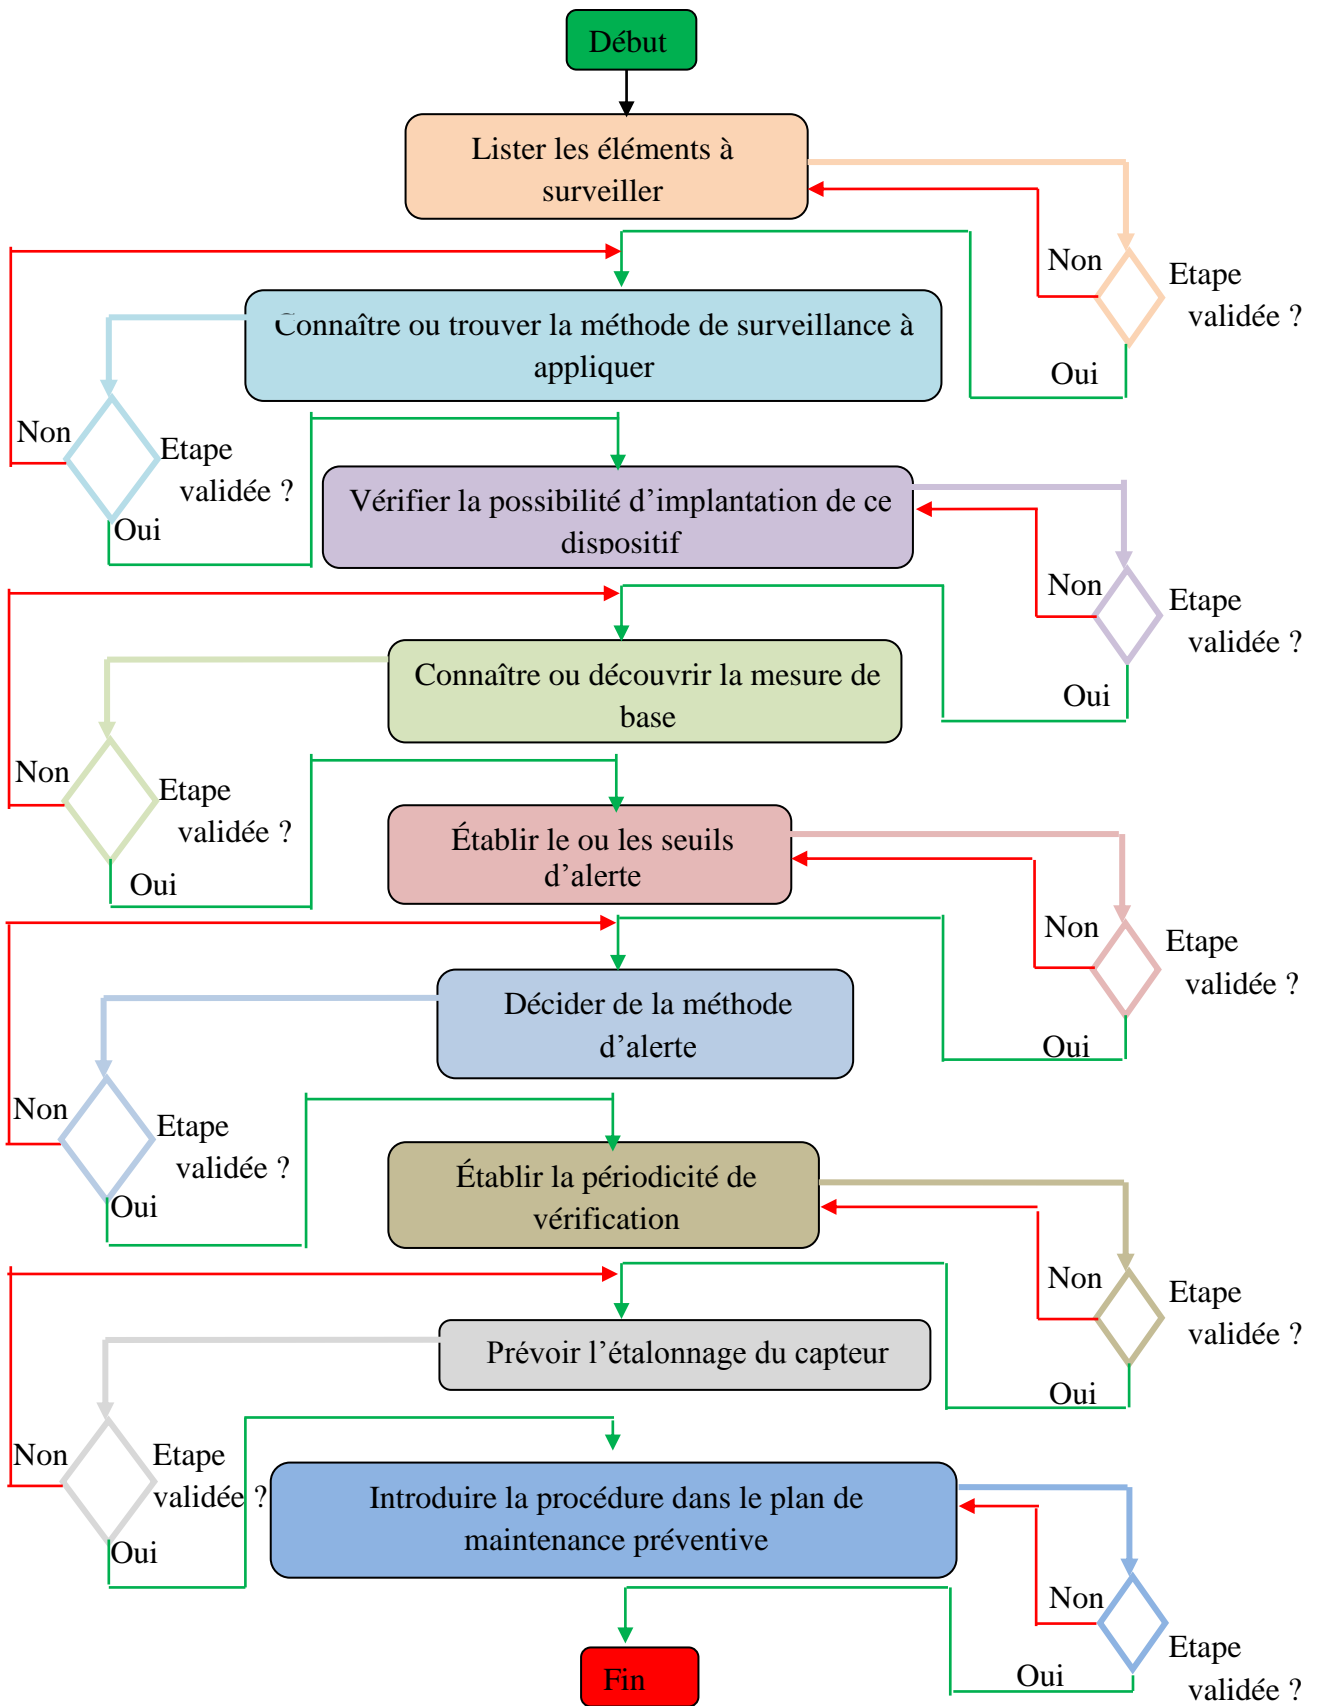 Début
Lister les éléments à
surveiller
Non
Etape
validée ?
Oui
Connaître ou trouver la méthode de surveillance à
appliquer
Non
Etape
validée ?
Oui
Vérifier la possibilité d’implantation de ce
dispositif
Non
Etape
validée ?
Oui
Connaître ou découvrir la mesure de
base
Non
Etape
validée ?
Oui
Établir le ou les seuils
d’alerte
Non
Etape
validée ?
Oui
Décider de la méthode
d’alerte
Non
Etape
validée ?
Oui
Établir la périodicité de
vérification
Non
Etape
validée ?
Oui
Prévoir l’étalonnage du capteur
Non
Etape
validée ?
Oui
Introduire la procédure dans le plan de
maintenance préventive
Non
Etape
validée ?
Oui
Fin